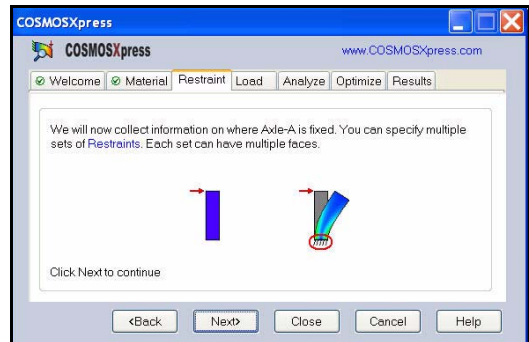 COSMOSXpress
COSMOSXpress www.COSMOSXpress.com
Welcome Material Restraint Load Analyze Optimize Results
We will now collect information on where Axle-A is fixed. You can specify multiple
sets of Restraints. Each set can have multiple faces.
Click Next to continue
<Back Next> Close Cancel Help